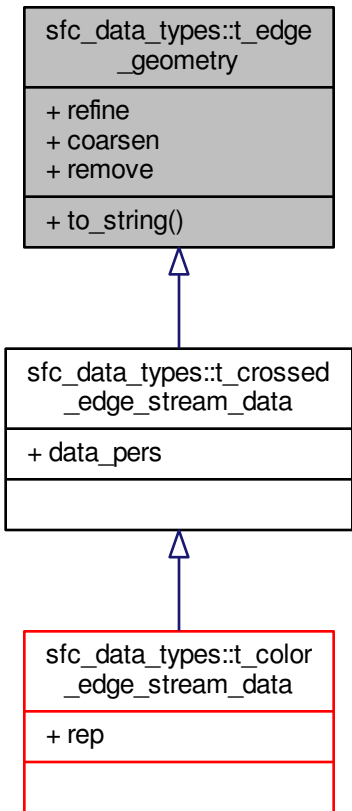 sfc_data_types::t_edge
_geometry
+ refine
+ coarsen
+ remove
+ to_string()
sfc_data_types::t_crossed
_edge_stream_data
+ data_pers
sfc_data_types::t_color
_edge_stream_data
+ rep